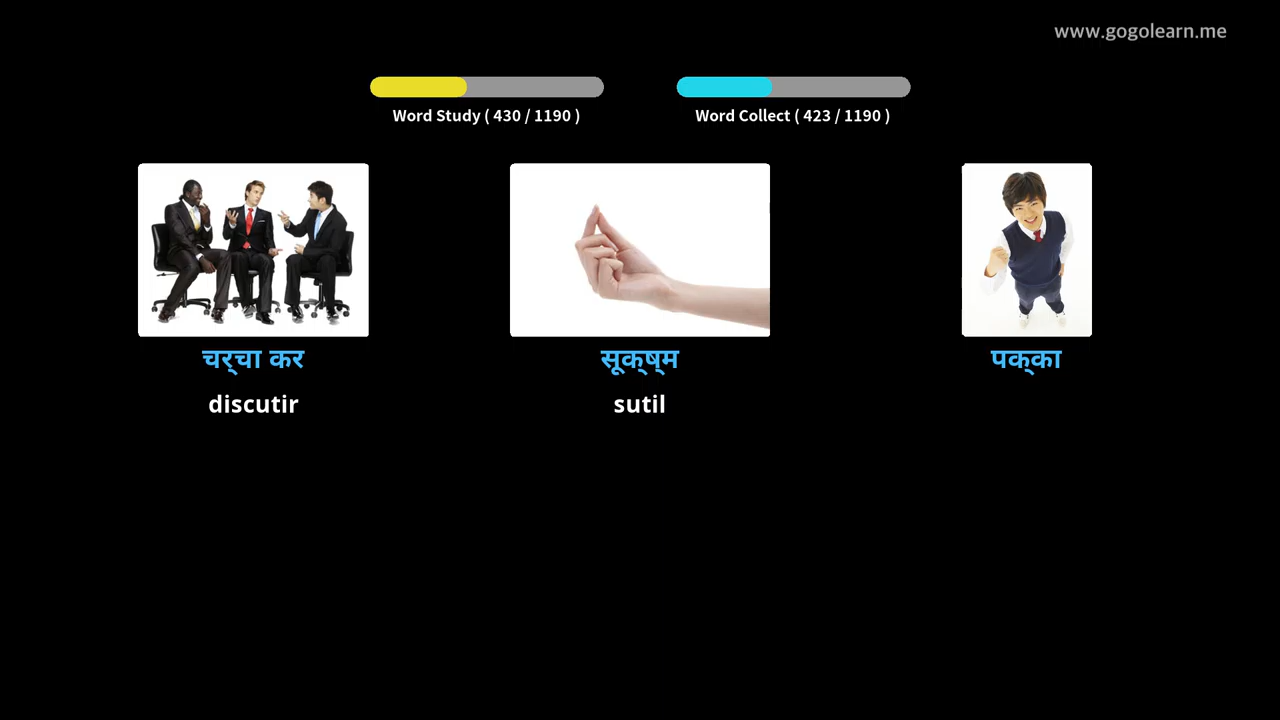 www.gogolearn.me
Word Study ( 430 / 1190 )
Word Collect ( 423 / 1190 )
चर्‌चा कर
सूक्‌ष्‌म
पक्‌का
discutir
sutil